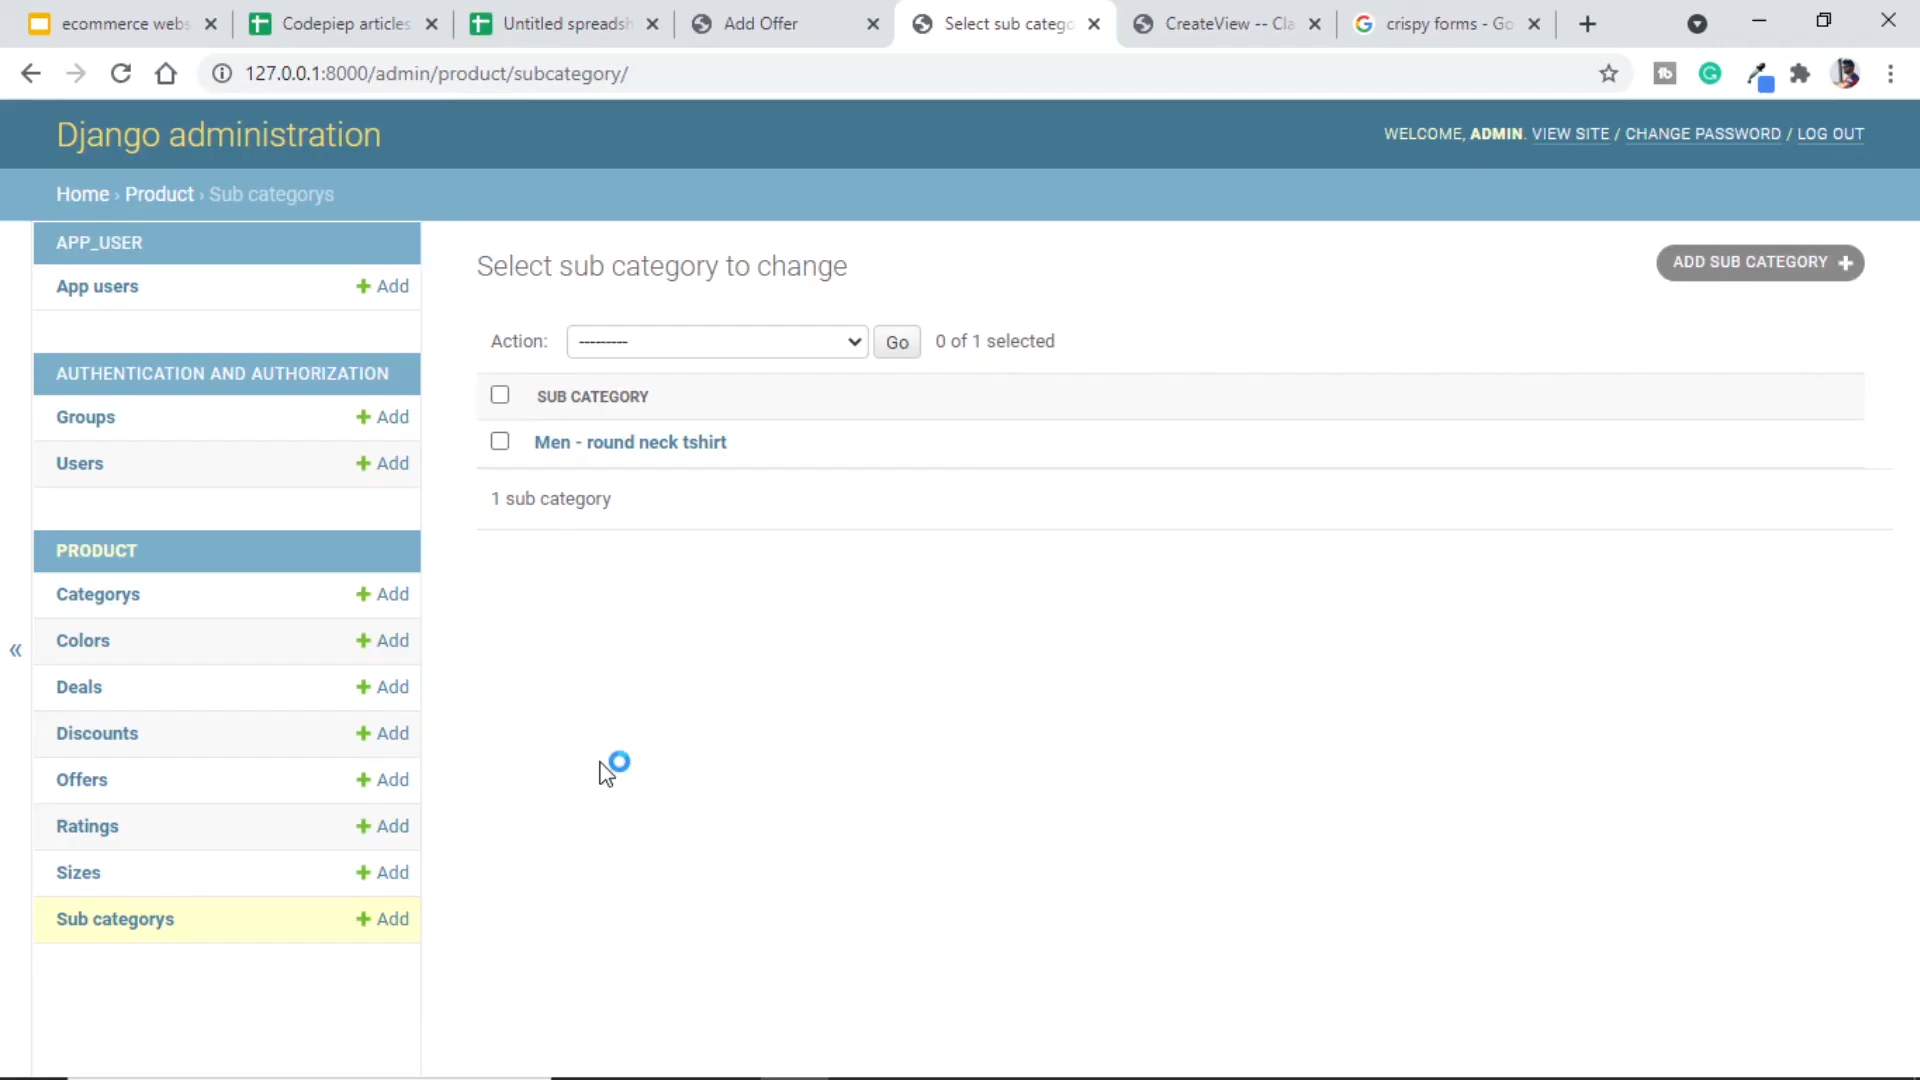 ecommerce webs
Codepiep articles
Untitled spreadsh
Add Offer
Select sub catego
CreateView -- Cla
crispy forms - Go
127.0.0.1:8000/admin/product/subcategory/
Django administration
WELCOME, ADMIN. VIEW SITE / CHANGE PASSWORD / LOG OUT
Home › Product › Sub categorys
APP_USER
App users + Add
AUTHENTICATION AND AUTHORIZATION
Groups + Add
Users + Add
PRODUCT
Categorys + Add
Colors + Add
Deals + Add
Discounts + Add
Offers + Add
Ratings + Add
Sizes + Add
Sub categorys + Add
«
Select sub category to change
ADD SUB CATEGORY +
Action: --------- Go 0 of 1 selected
SUB CATEGORY
Men - round neck tshirt
1 sub category